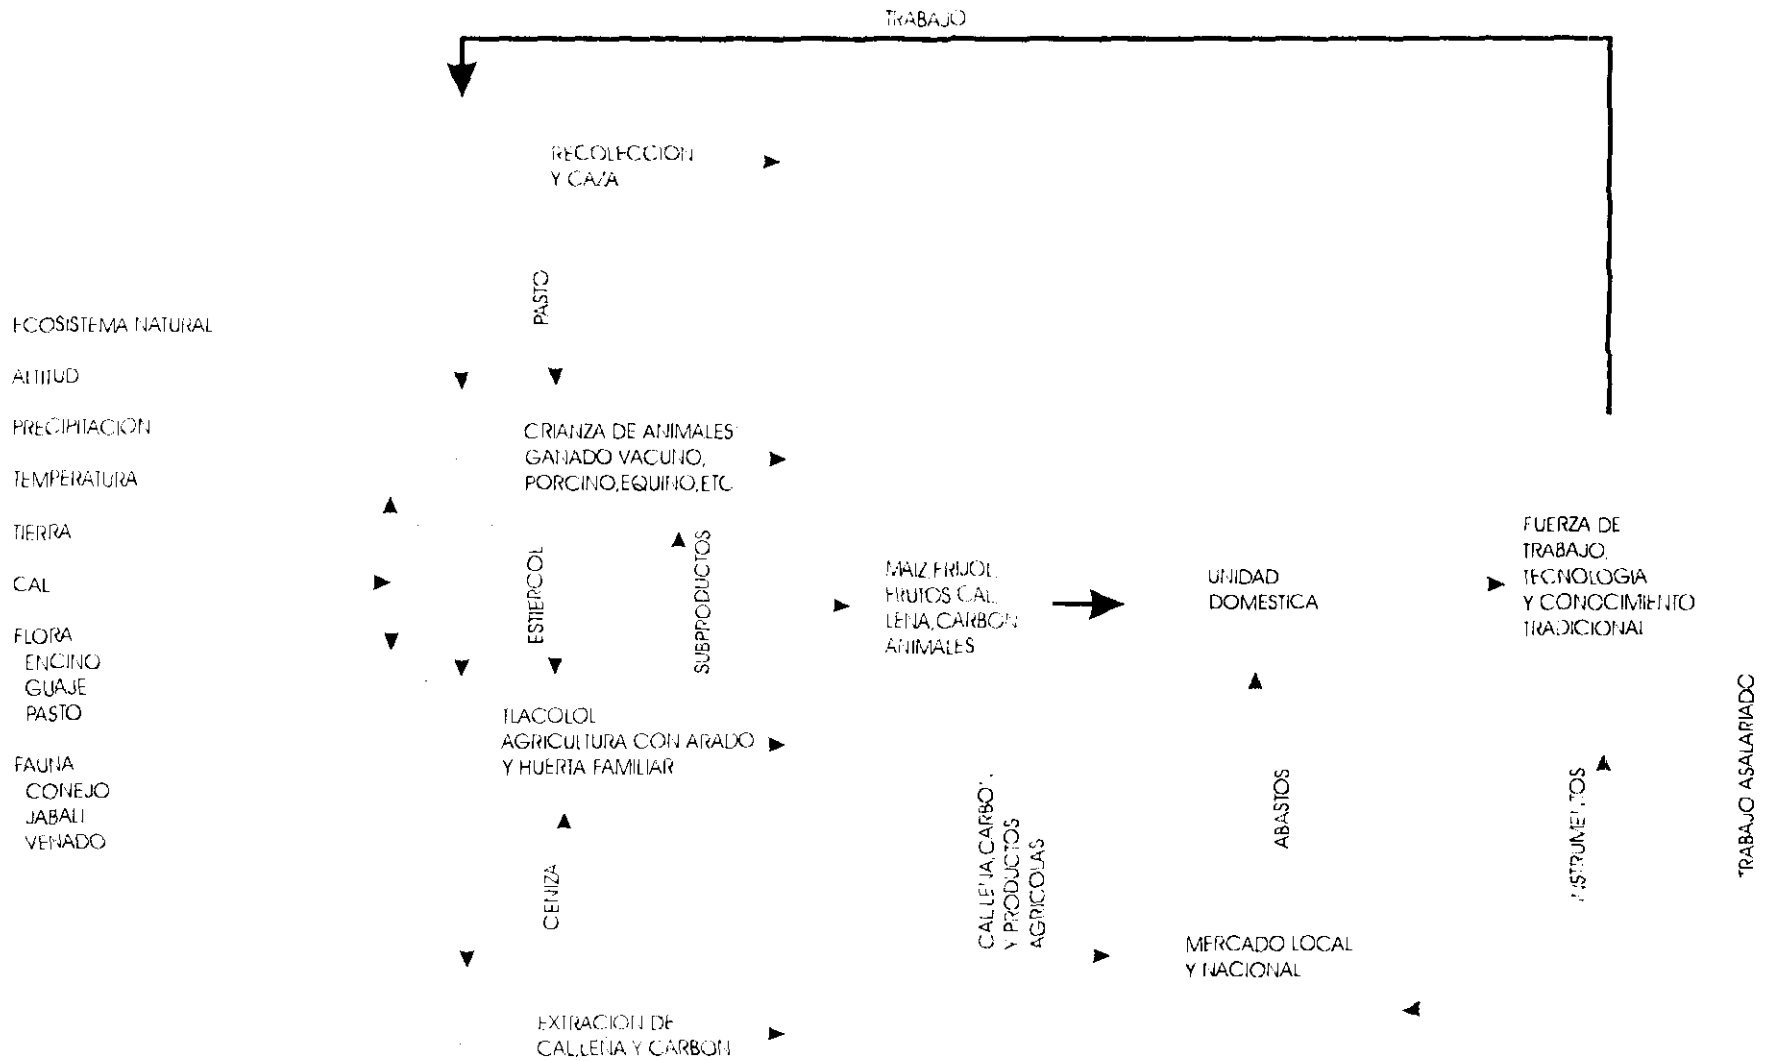 TRABAJO
RECOLECCION
Y CAZA
PASTO
ECOSISTEMA NATURAL
ALTITUD
PRECIPITACION
TEMPERATURA
TIERRA
CAL
FLORA
ENCINO
GUAJE
PASTO
FAUNA
CONEJO
JABALI
VENADO
CRIANZA DE ANIMALES
GANADO VACUNO,
PORCINO,EQUINO,ETC
ESTIERCOL
SUBPRODUCTOS
TLACOLOL
AGRICULTURA CON ARADO
Y HUERTA FAMILIAR
CENIZA
EXTRACION DE
CAL,LEÑA Y CARBON
MAIZ,FRIJOL,
FRUTOS CAL,
LENA,CARBON
ANIMALES
CAL,LENA,CARBO
Y PRODUCTOS
AGRICOLAS
UNIDAD
DOMESTICA
ABASTOS
MERCADO LOCAL
Y NACIONAL
FUERZA DE
TRABAJO,
TECNOLOGIA
Y CONOCIMIENTO
TRADICIONAL
INSTRUMENTOS
TRABAJO ASALARIADO